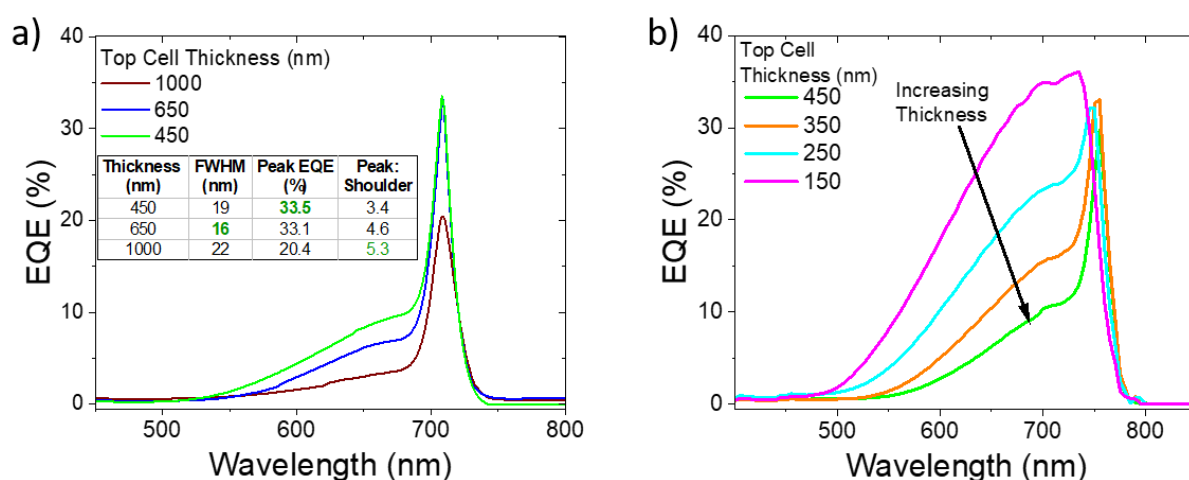 a)
40
30
20
10
0
EQE (%)
Top Cell Thickness (nm)
1000
650
450
Thickness (nm) FWHM (nm) Peak EQE (%) Peak: Shoulder
450 19 33.5 3.4
650 16 33.1 4.6
1000 22 20.4 5.3
500 600 700 800
Wavelength (nm)
b)
40
30
20
10
0
EQE (%)
Top Cell
Thickness (nm)
450
350
250
150
Increasing
Thickness
500 600 700 800
Wavelength (nm)